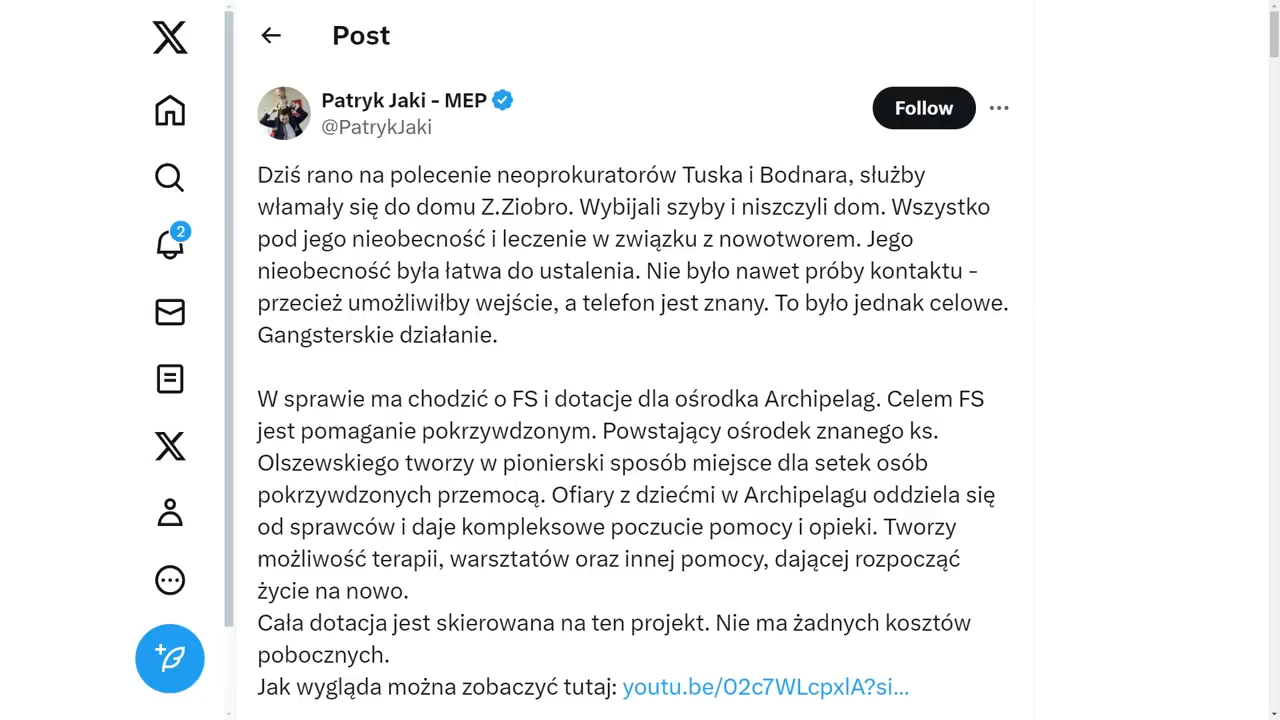 Post
Patryk Jaki - MEP
@PatrykJaki
Follow
2
Dziś rano na polecenie neoprokuratorów Tuska i Bodnara, służby
włamały się do domu Z.Ziobro. Wybijali szyby i niszczyli dom. Wszystko
pod jego nieobecność i leczenie w związku z nowotworem. Jego
nieobecność była łatwa do ustalenia. Nie było nawet próby kontaktu -
przecież umożliwiłby wejście, a telefon jest znany. To było jednak celowe.
Gangsterskie działanie.
W sprawie ma chodzić o FS i dotacje dla ośrodka Archipelag. Celem FS
jest pomaganie pokrzywdzonym. Powstający ośrodek znanego ks.
Olszewskiego tworzy w pionierski sposób miejsce dla setek osób
pokrzywdzonych przemocą. Ofiary z dziećmi w Archipelagu oddziela się
od sprawców i daje kompleksowe poczucie pomocy i opieki. Tworzy
możliwość terapii, warsztatów oraz innej pomocy, dającej rozpocząć
życie na nowo.
Cała dotacja jest skierowana na ten projekt. Nie ma żadnych kosztów
pobocznych.
Jak wygląda można zobaczyć tutaj: youtu.be/02c7WLcpxlA?si...